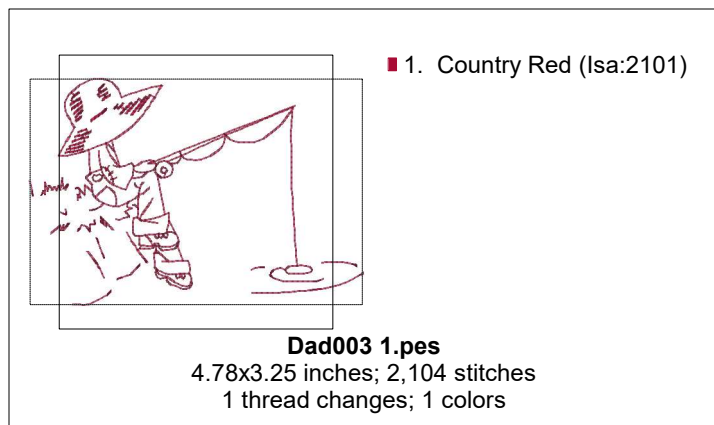 1. Country Red (Isa:2101)
Dad003 1.pes
4.78x3.25 inches; 2,104 stitches
1 thread changes; 1 colors